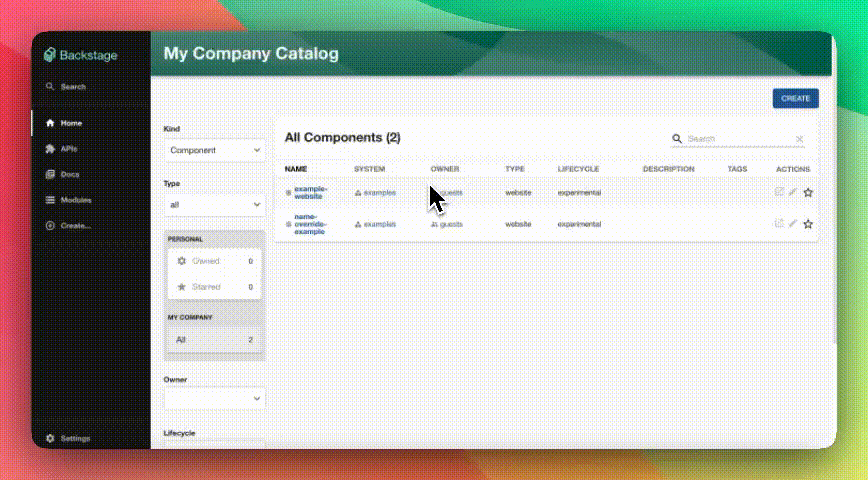 Backstage
My Company Catalog
Search
CREATE
Home
APIs
Docs
Modules
Create...
Settings
Kind
Component
Type
all
PERSONAL
Owned 0
Starred 0
MY COMPANY
All 2
Owner
Lifecycle
All Components (2)
Search
NAME SYSTEM OWNER TYPE LIFECYCLE DESCRIPTION TAGS ACTIONS
example-
website
examples guests website experimental
name-
override-
example
examples guests website experimental